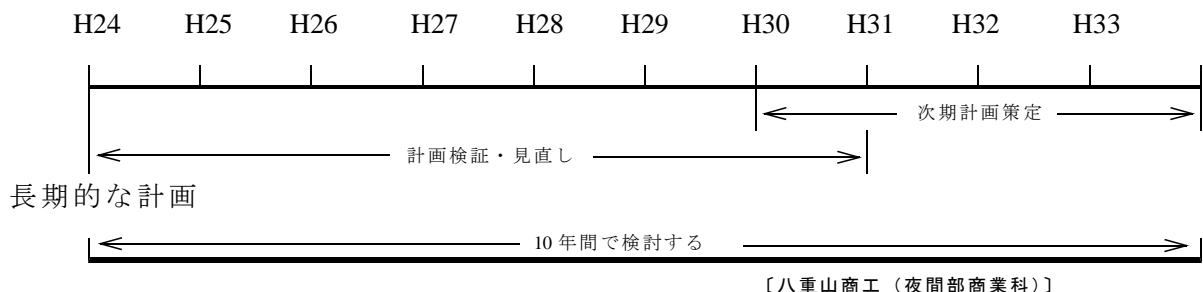 H24 H25 H26 H27 H28 H29 H30 H31 H32 H33
次期計画策定
計画検証・見直し
長期的な計画
10年間で検討する
〔八重山商工(夜間部商業科)〕